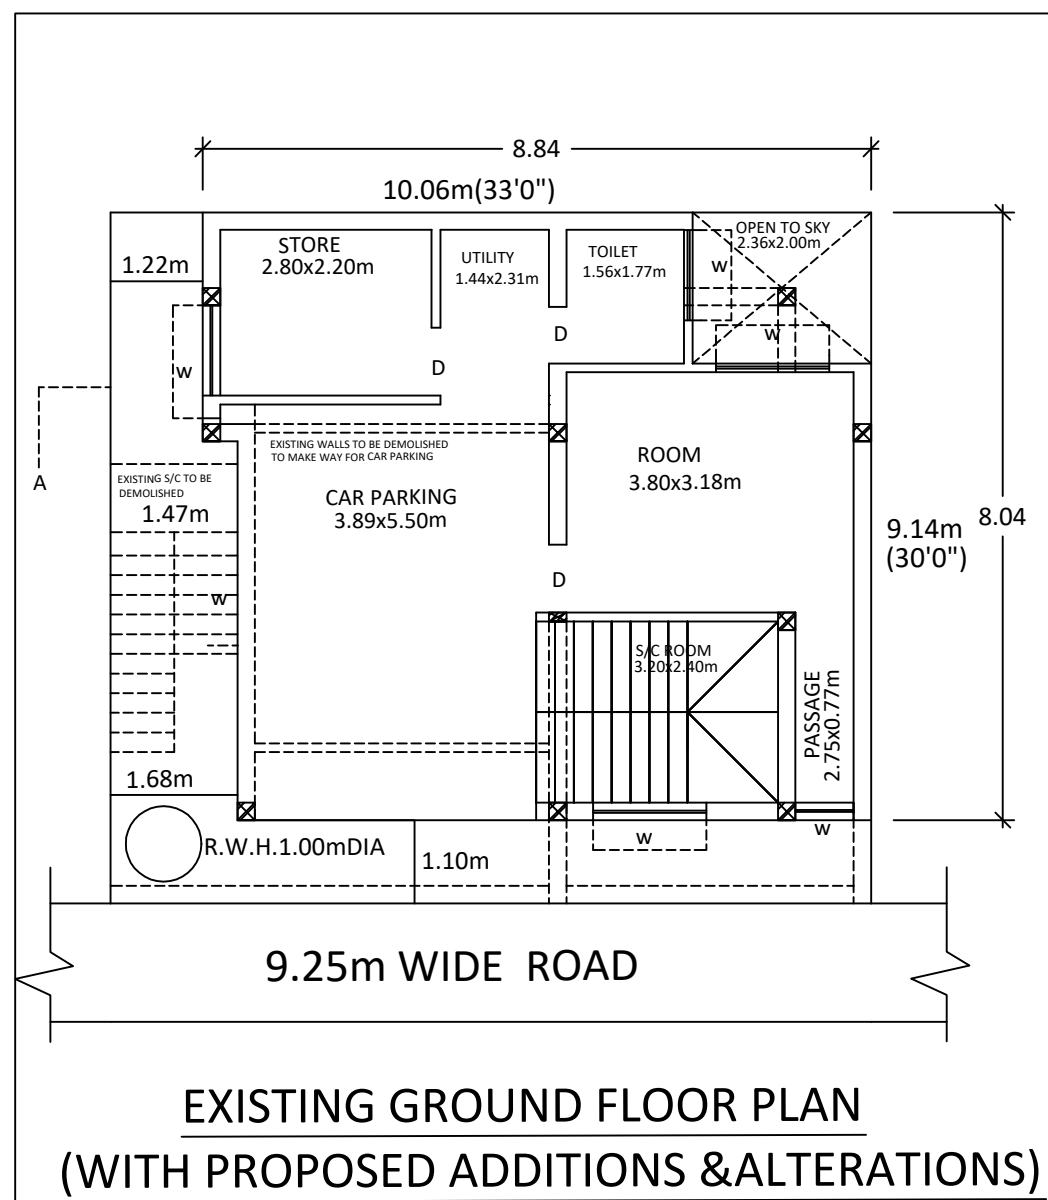 8.84
10.06m(33'0")
OPEN TO SKY
2.36x2.00m
STORE
2.80x2.20m
UTILITY
1.44x2.31m
TOILET
1.56x1.77m
1.22m
W
W
W
D
D
A
EXISTING WALLS TO BE DEMOLISHED
TO MAKE WAY FOR CAR PARKING
ROOM
3.80x3.18m
EXISTING S/C TO BE
DEMOLISHED
1.47m
CAR PARKING
3.89x5.50m
9.14m
(30'0")
8.04
D
W
S/C ROOM
3.20x2.40m
PASSAGE
2.75x0.77m
1.68m
R.W.H.1.00mDIA
1.10m
W
W
9.25m WIDE ROAD
EXISTING GROUND FLOOR PLAN
(WITH PROPOSED ADDITIONS &ALTERATIONS)